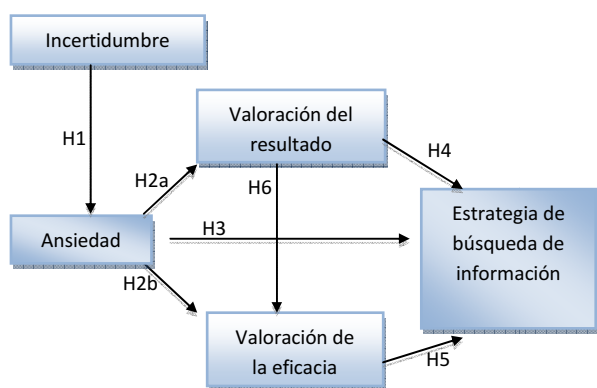 Incertidumbre
H1
Valoración del
resultado
H2a
H6
H4
Ansiedad
H3
Estrategia de
búsqueda de
información
H2b
Valoración de
la eficacia
H5